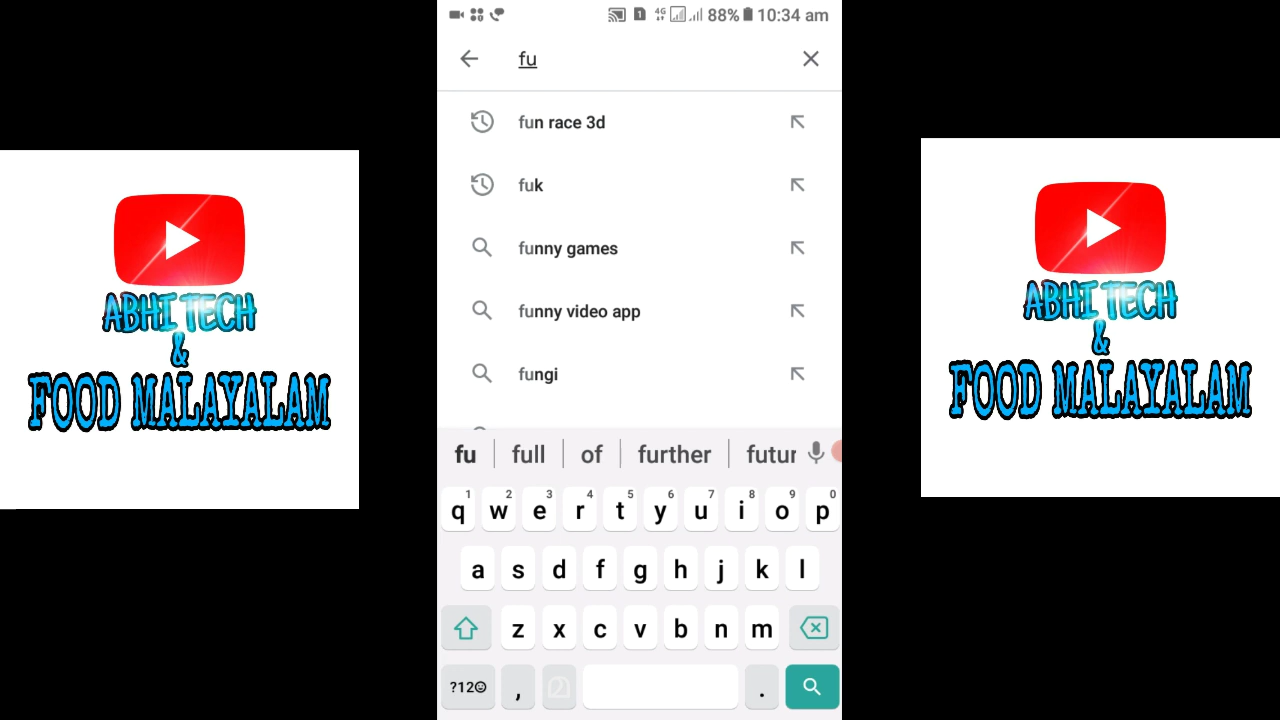 ABHI TECH
&
FOOD MALAYALAM
1 4G 88% 10:34 am
fu
fun race 3d
fuk
funny games
funny video app
fungi
fu full of further futur
1 2 3 4 5 6 7 8 9 0
q w e r t y u i o p
a s d f g h j k l
z x c v b n m
?12☺ , .
ABHI TECH
&
FOOD MALAYALAM